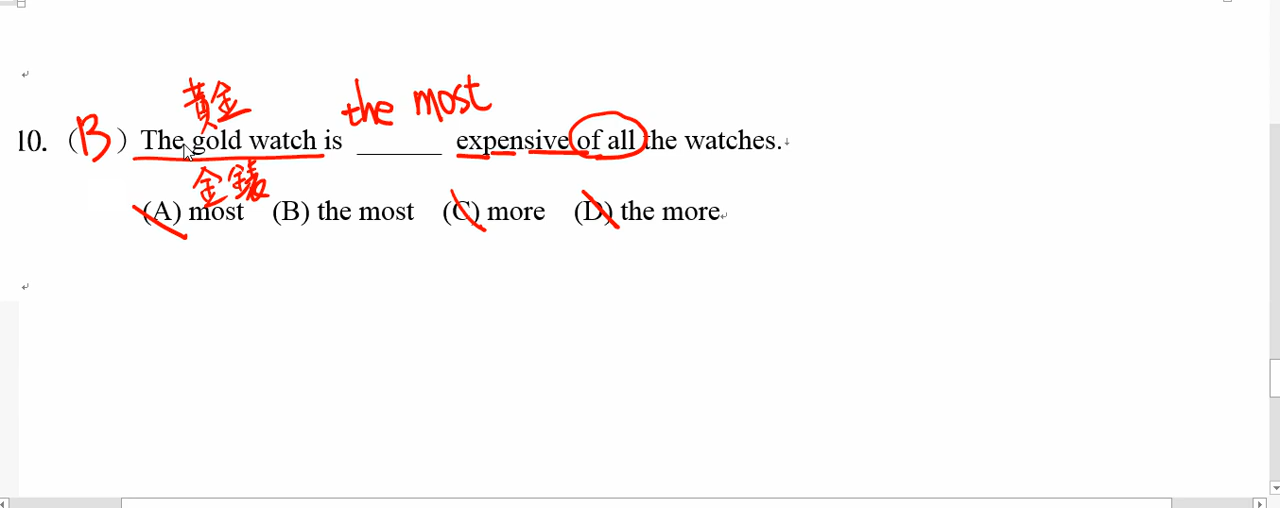 黃金 the most
10. (B) The gold watch is ______ expensive of all the watches.
金錶
(A) most (B) the most (C) more (D) the more